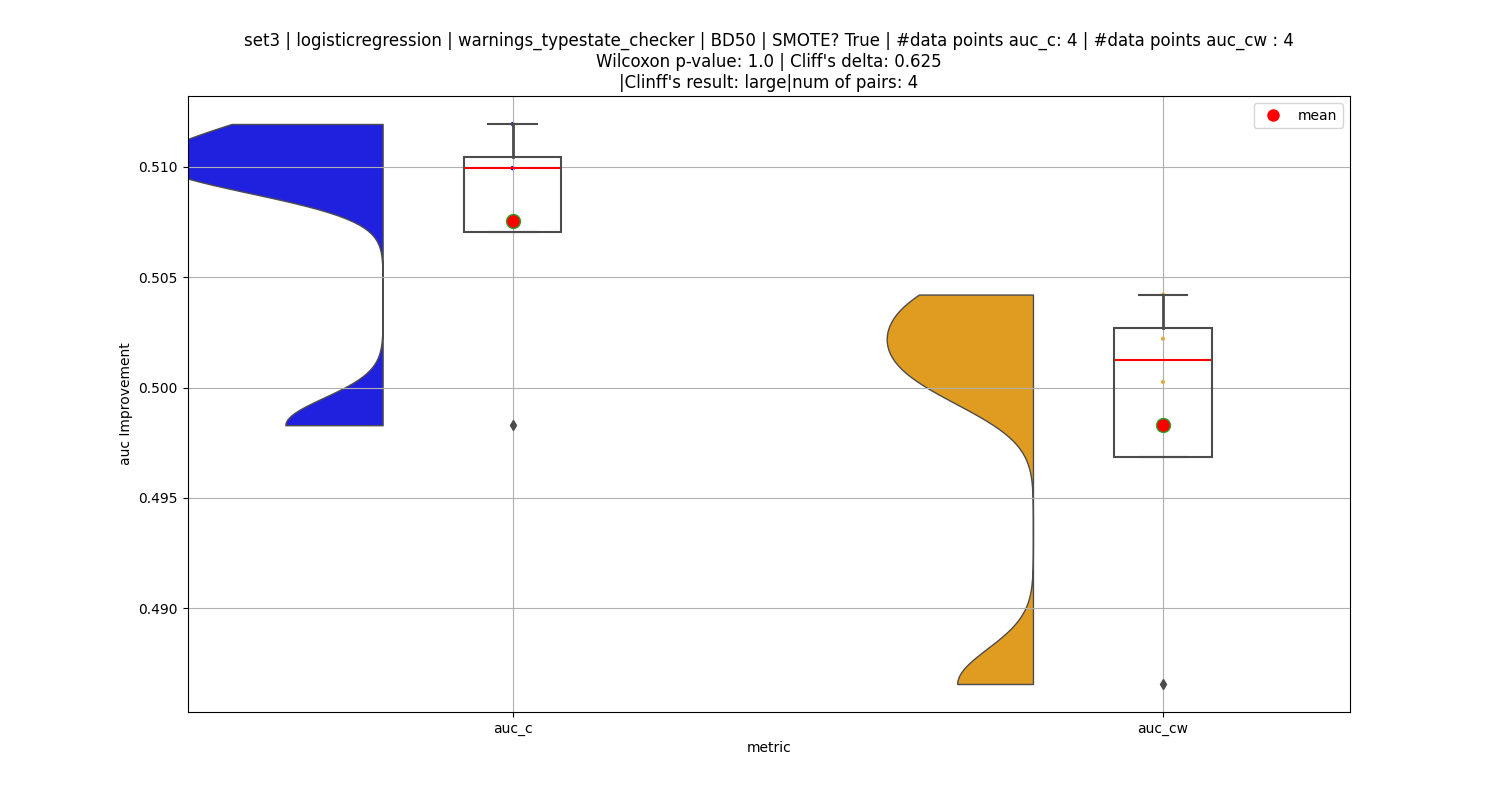 set3 | logisticregression | warnings_typestate_checker | BD50 | SMOTE? True | #data points auc_c: 4 | #data points auc_cw : 4
Wilcoxon p-value: 1.0 | Cliff's delta: 0.625
|Clinff's result: large|num of pairs: 4
mean
0.510
0.505
0.500
0.495
0.490
auc Improvement
auc_c
auc_cw
metric